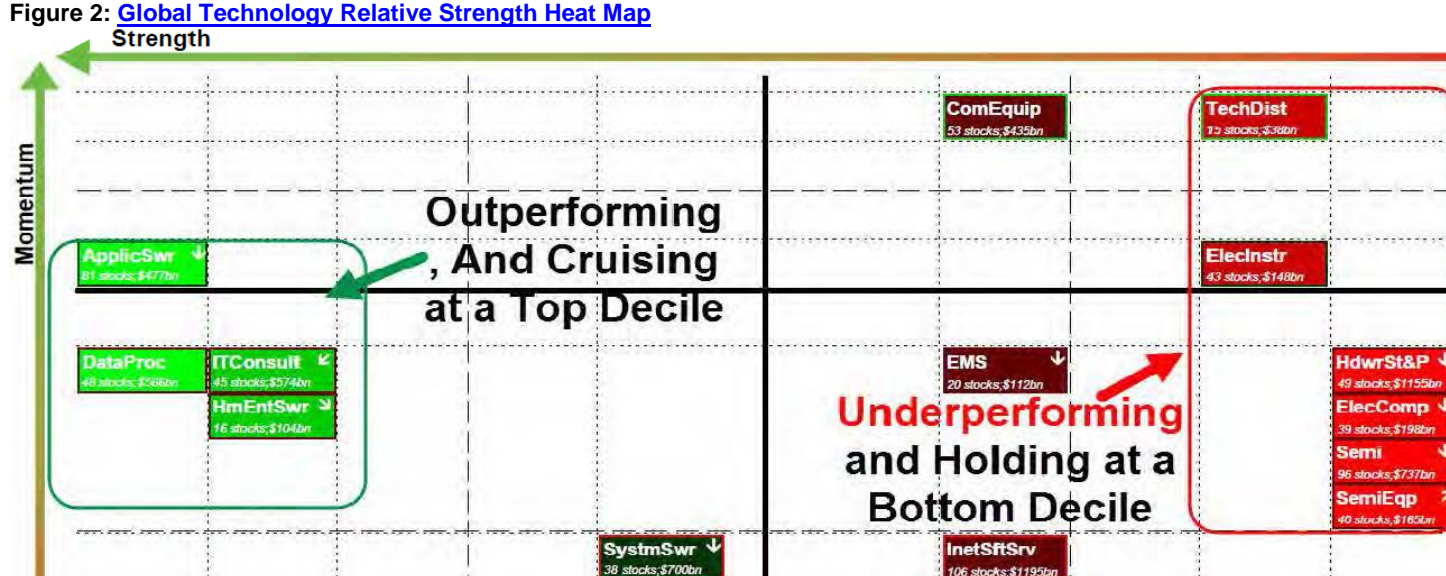 Figure 2: Global Technology Relative Strength Heat Map
Strength
Momentum
ComEquip
53 stocks;$435bn
TechDist
15 stocks;$38bn
Outperforming
, And Cruising
at a Top Decile
ApplicSwr ↓
81 stocks;$477bn
ElecInstr
43 stocks;$148bn
DataProc
48 stocks;$566bn
ITConsult ↙
45 stocks;$574bn
HmEntSwr ↘
16 stocks;$104bn
EMS ↓
20 stocks;$112bn
HdwrSt&P ↓
49 stocks;$1155bn
ElecComp
39 stocks;$198bn
Semi
96 stocks;$737bn
SemiEqp
40 stocks;$165bn
Underperforming
and Holding at a
Bottom Decile
SystmSwr ↓
38 stocks;$700bn
InetSftSrv
106 stocks;$1195bn